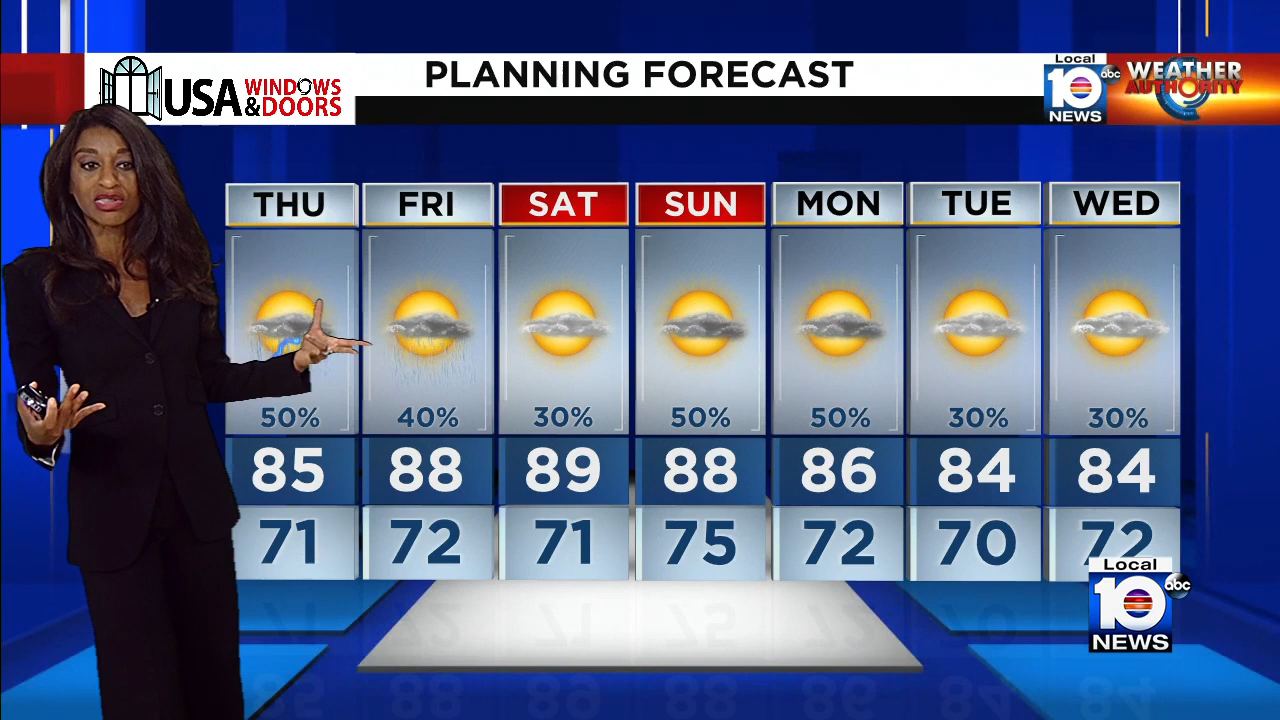 USA WINDOWS
&DOORS
PLANNING FORECAST
Local
10
abc
NEWS
WEATHER
AUTHORITY
THU FRI SAT SUN MON TUE WED
50% 40% 30% 50% 50% 30% 30%
85 88 89 88 86 84 84
71 72 71 75 72 70 72
Local
10
abc
NEWS